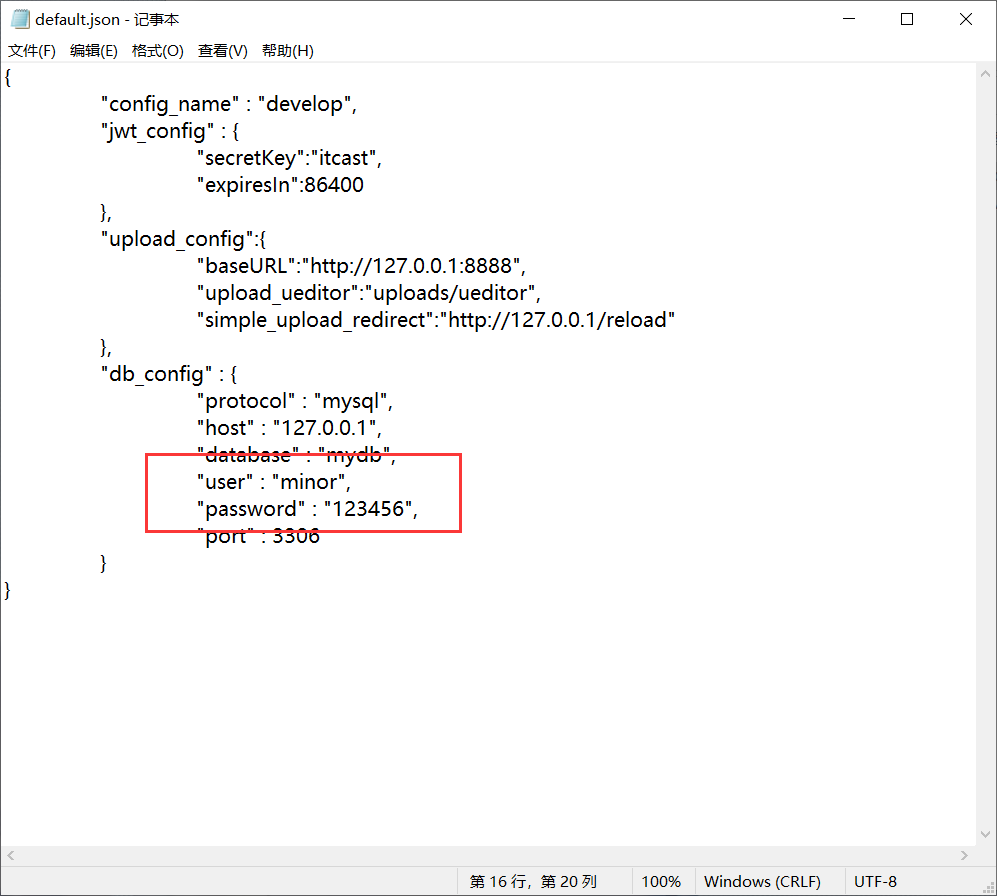 default.json - 记事本
文件(F) 编辑(E) 格式(O) 查看(V) 帮助(H)
{
"config_name" : "develop",
"jwt_config" : {
"secretKey":"itcast",
"expiresIn":86400
},
"upload_config":{
"baseURL":"http://127.0.0.1:8888",
"upload_ueditor":"uploads/ueditor",
"simple_upload_redirect":"http://127.0.0.1/reload"
},
"db_config" : {
"protocol" : "mysql",
"host" : "127.0.0.1",
"database" : "mydb",
"user" : "minor",
"password" : "123456",
"port" : 3306
}
}
第 16 行，第 20 列 100% Windows (CRLF) UTF-8